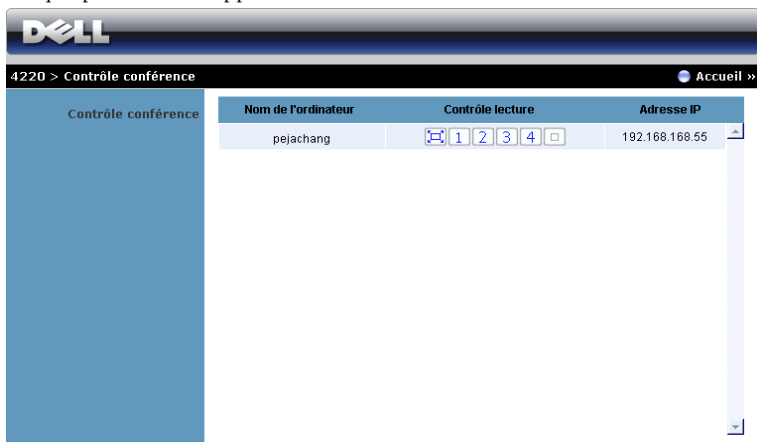 DELL
4220 > Contrôle conférence
Accueil »
Contrôle conférence
Nom de l'ordinateur Contrôle lecture Adresse IP
pejachang 1 2 3 4 192.168.168.55